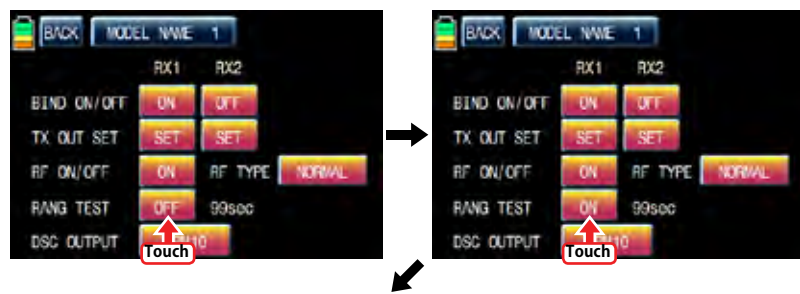 BACK MODEL NAME 1
RX1 RX2
BIND ON/OFF ON OFF
TX OUT SET SET SET
RF ON/OFF ON RF TYPE NORMAL
RANG TEST OFF 99sec
DSC OUTPUT
Touch
BACK MODEL NAME 1
RX1 RX2
BIND ON/OFF ON OFF
TX OUT SET SET SET
RF ON/OFF ON RF TYPE NORMAL
RANG TEST ON 99sec
DSC OUTPUT
Touch